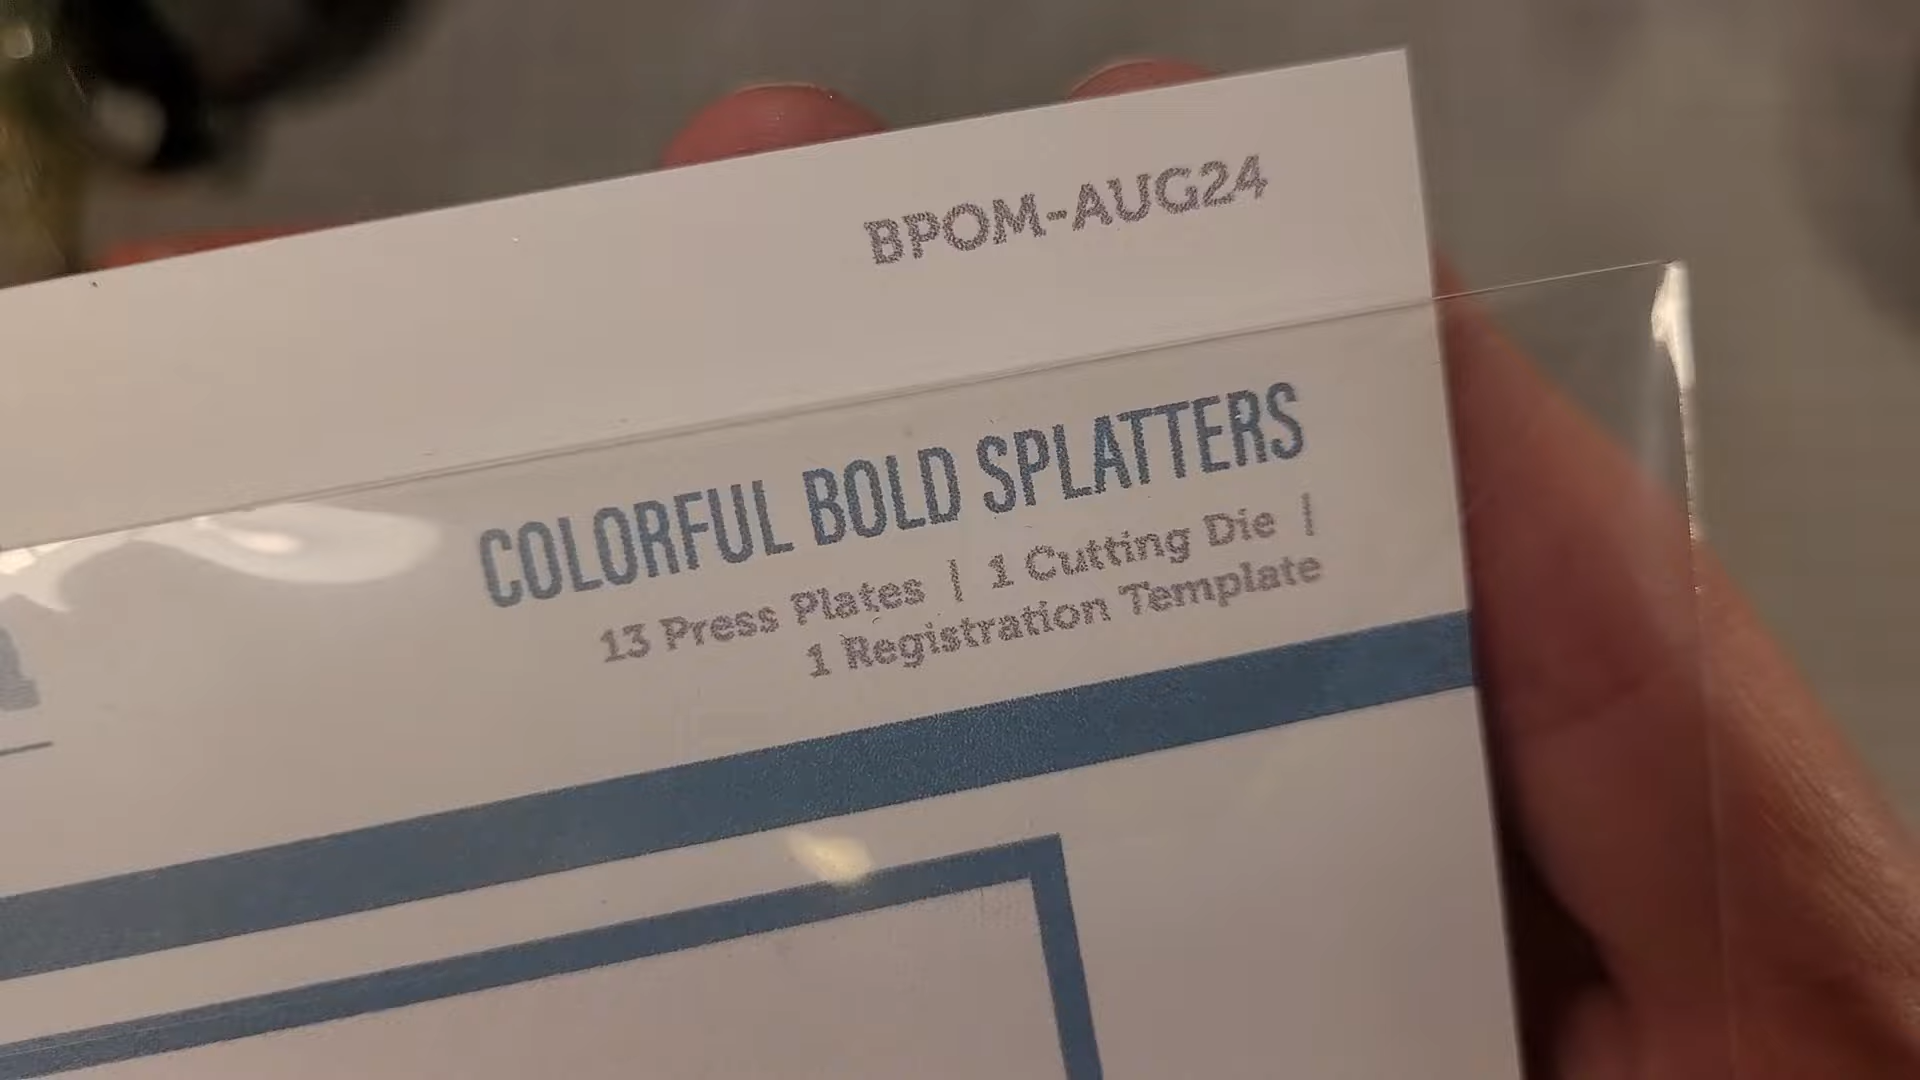 BPOM-AUG24
COLORFUL BOLD SPLATTERS
13 Press Plates | 1 Cutting Die |
1 Registration Template